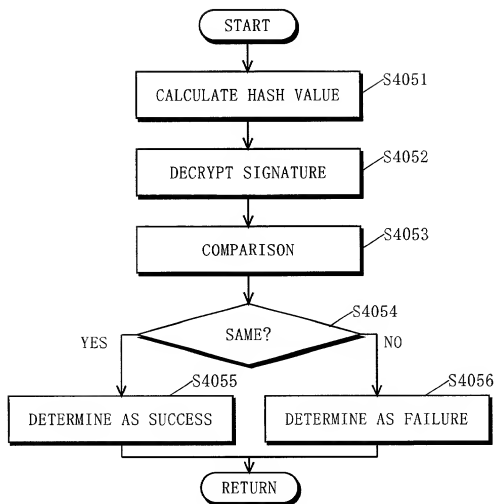 START
CALCULATE HASH VALUE
S4051
DECRYPT SIGNATURE
S4052
COMPARISON
S4053
SAME?
S4054
YES
NO
S4055
S4056
DETERMINE AS SUCCESS
DETERMINE AS FAILURE
RETURN